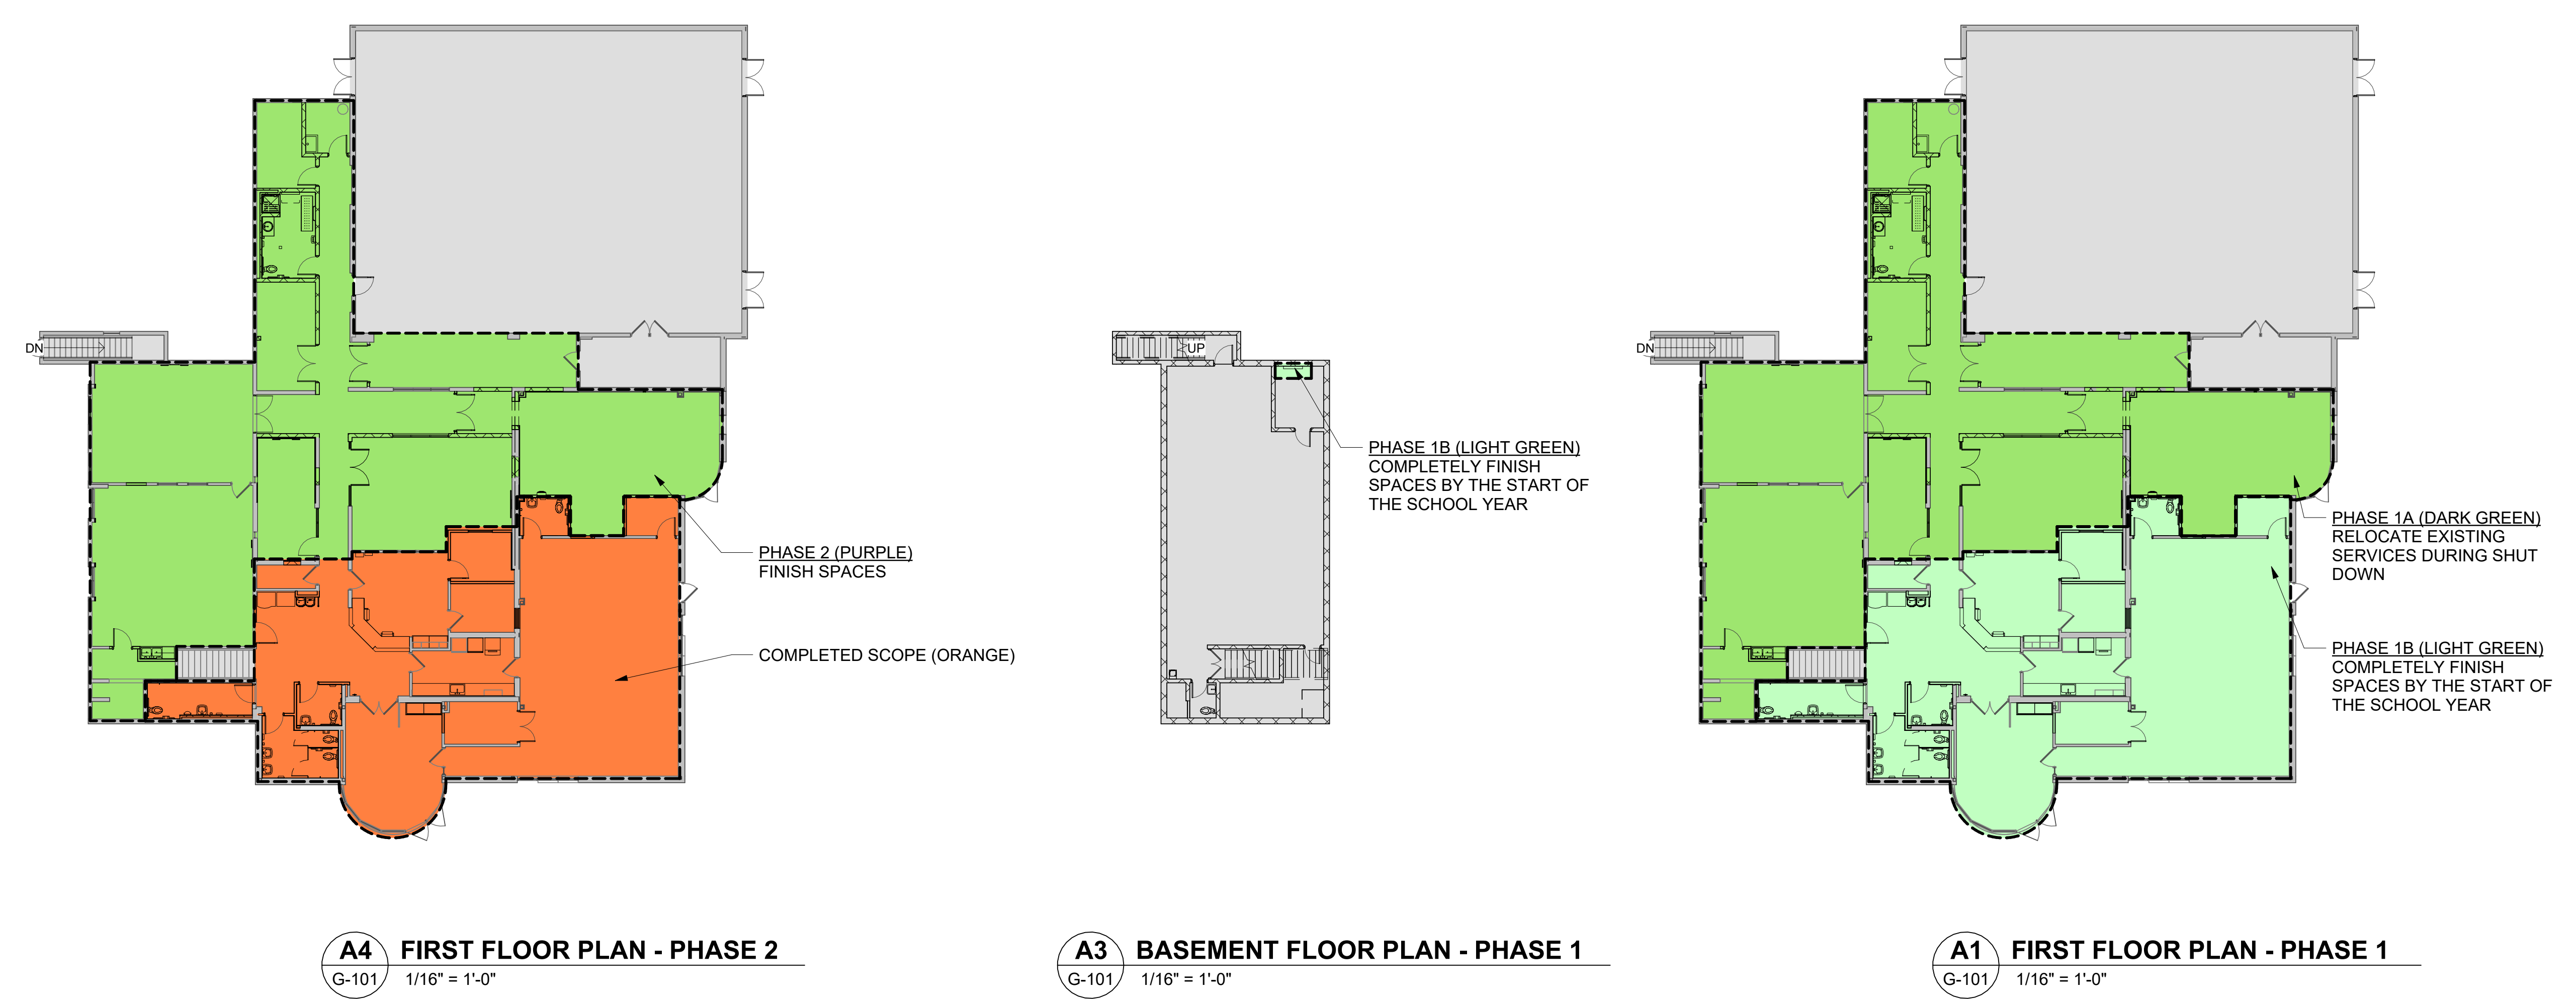 DN
PHASE 2 (PURPLE)
FINISH SPACES
COMPLETED SCOPE (ORANGE)
A4
G-101
FIRST FLOOR PLAN - PHASE 2
1/16" = 1'-0"
UP
PHASE 1B (LIGHT GREEN)
COMPLETELY FINISH
SPACES BY THE START OF
THE SCHOOL YEAR
A3
G-101
BASEMENT FLOOR PLAN - PHASE 1
1/16" = 1'-0"
DN
PHASE 1A (DARK GREEN)
RELOCATE EXISTING
SERVICES DURING SHUT
DOWN
PHASE 1B (LIGHT GREEN)
COMPLETELY FINISH
SPACES BY THE START OF
THE SCHOOL YEAR
A1
G-101
FIRST FLOOR PLAN - PHASE 1
1/16" = 1'-0"